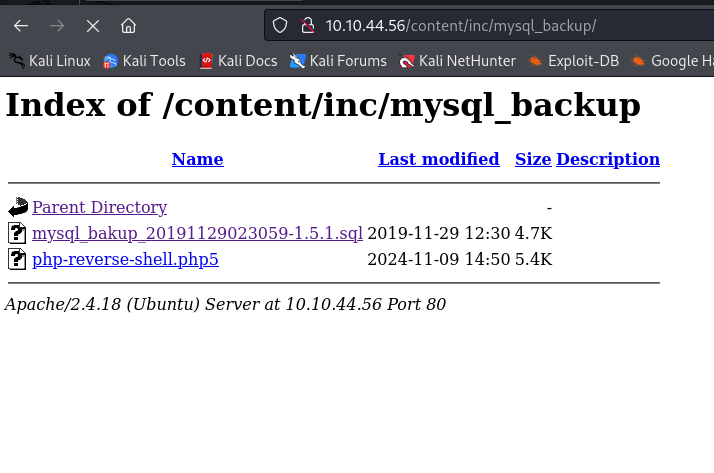 10.10.44.56/content/inc/mysql_backup/
Kali Linux Kali Tools Kali Docs Kali Forums Kali NetHunter Exploit-DB Google Ha
Index of /content/inc/mysql_backup
Name Last modified Size Description
Parent Directory -
mysql_bakup_20191129023059-1.5.1.sql 2019-11-29 12:30 4.7K
php-reverse-shell.php5 2024-11-09 14:50 5.4K
Apache/2.4.18 (Ubuntu) Server at 10.10.44.56 Port 80